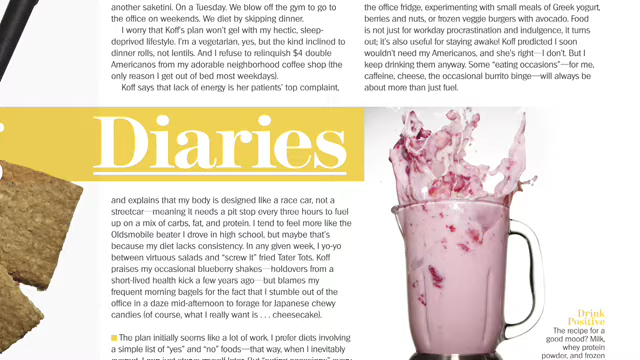 another saketini. On a Tuesday. We blow off the gym to go to
the office on weekends. We diet by skipping dinner.
I worry that Koff's plan won't gel with my hectic, sleep-
deprived lifestyle. I'm a vegetarian, yes, but the kind inclined to
dinner rolls, not lentils. And I refuse to relinquish $4 double
Americanos from my adorable neighborhood coffee shop (the
only reason I get out of bed most weekdays).
Koff says that lack of energy is her patients' top complaint,
the office fridge, experimenting with small meals of Greek yogurt,
berries and nuts, or frozen veggie burgers with avocado. Food
is not just for workday procrastination and indulgence, it turns
out; it's also useful for staying awake! Koff predicted I soon
wouldn't need my Americanos, and she's right—I don't. But I
keep drinking them anyway. Some "eating occasions"—for me,
caffeine, cheese, the occasional burrito binge—will always be
about more than just fuel.
Diaries
and explains that my body is designed like a race car, not a
streetcar—meaning it needs a pit stop every three hours to fuel
up on a mix of carbs, fat, and protein. I tend to feel more like the
Oldsmobile beater I drove in high school, but maybe that's
because my diet lacks consistency. In any given week, I yo-yo
between virtuous salads and "screw it" fried Tater Tots. Koff
praises my occasional blueberry shakes—holdovers from a
short-lived health kick a few years ago—but blames my
frequent morning bagels for the fact that I stumble out of the
office in a daze mid-afternoon to forage for Japanese chewy
candies (of course, what I really want is . . . cheesecake).
The plan initially seems like a lot of work. I prefer diets involving
a simple list of "yes" and "no" foods—that way, when I inevitably
Drink
Positive
The recipe for a
good mood? Milk,
whey protein
powder, and frozen